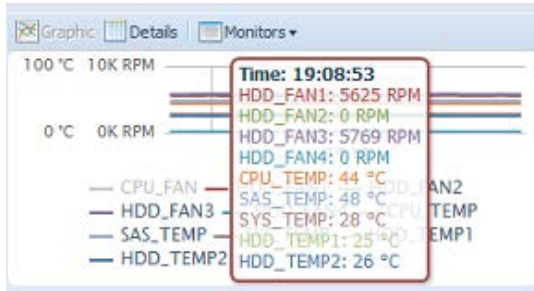 Graphic Details Monitors
100 °C 10K RPM
0 °C 0K RPM
Time: 19:08:53
HDD_FAN1: 5625 RPM
HDD_FAN2: 0 RPM
HDD_FAN3: 5769 RPM
HDD_FAN4: 0 RPM
CPU_TEMP: 44 °C
SAS_TEMP: 48 °C
SYS_TEMP: 28 °C
HDD_TEMP1: 25 °C
HDD_TEMP2: 26 °C
CPU_FAN AN2
HDD_FAN3 TEMP
SAS_TEMP EMP1
HDD_TEMP2